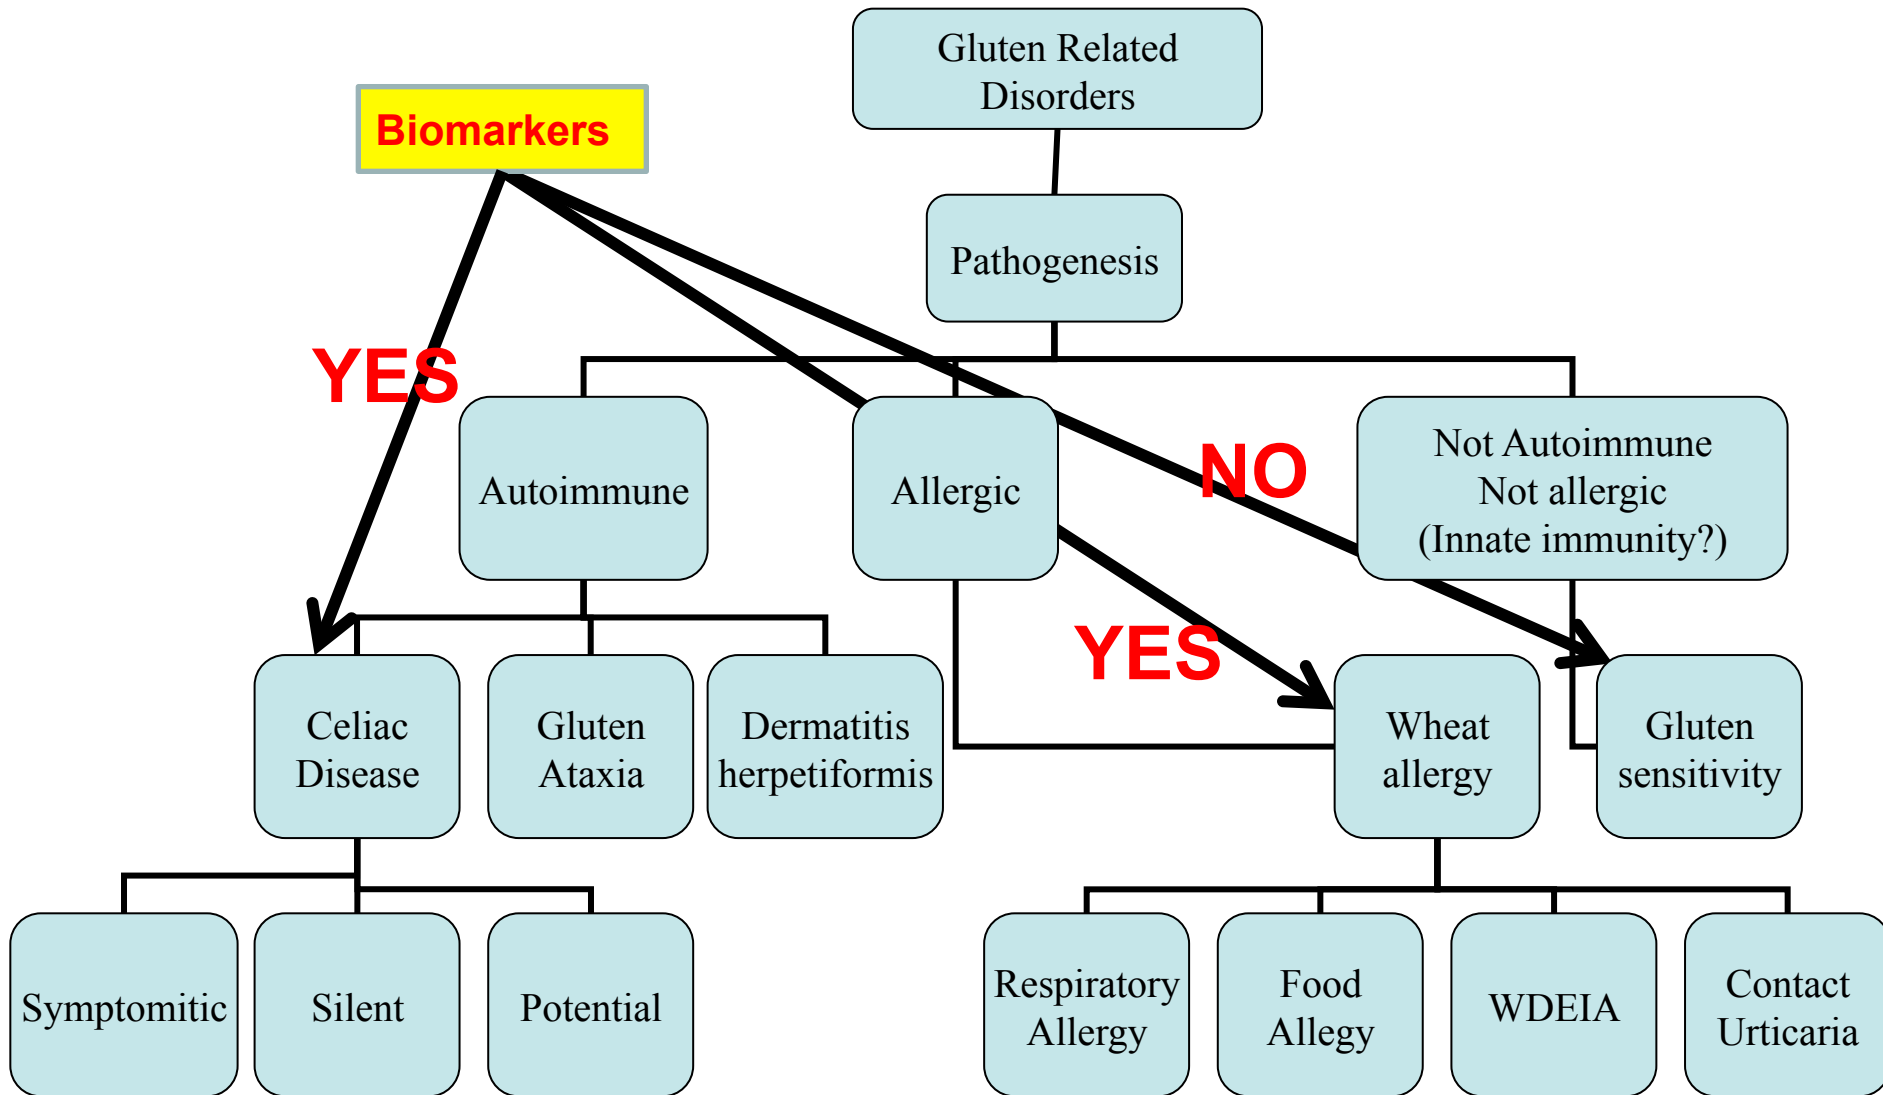 Gluten Related
Disorders
Biomarkers
Pathogenesis
YES
Autoimmune
Allergic
NO
Not Autoimmune
Not allergic
(Innate immunity?)
YES
Celiac
Disease
Gluten
Ataxia
Dermatitis
herpetiformis
Wheat
allergy
Gluten
sensitivity
Symptomitic
Silent
Potential
Respiratory
Allergy
Food
Allegy
WDEIA
Contact
Urticaria